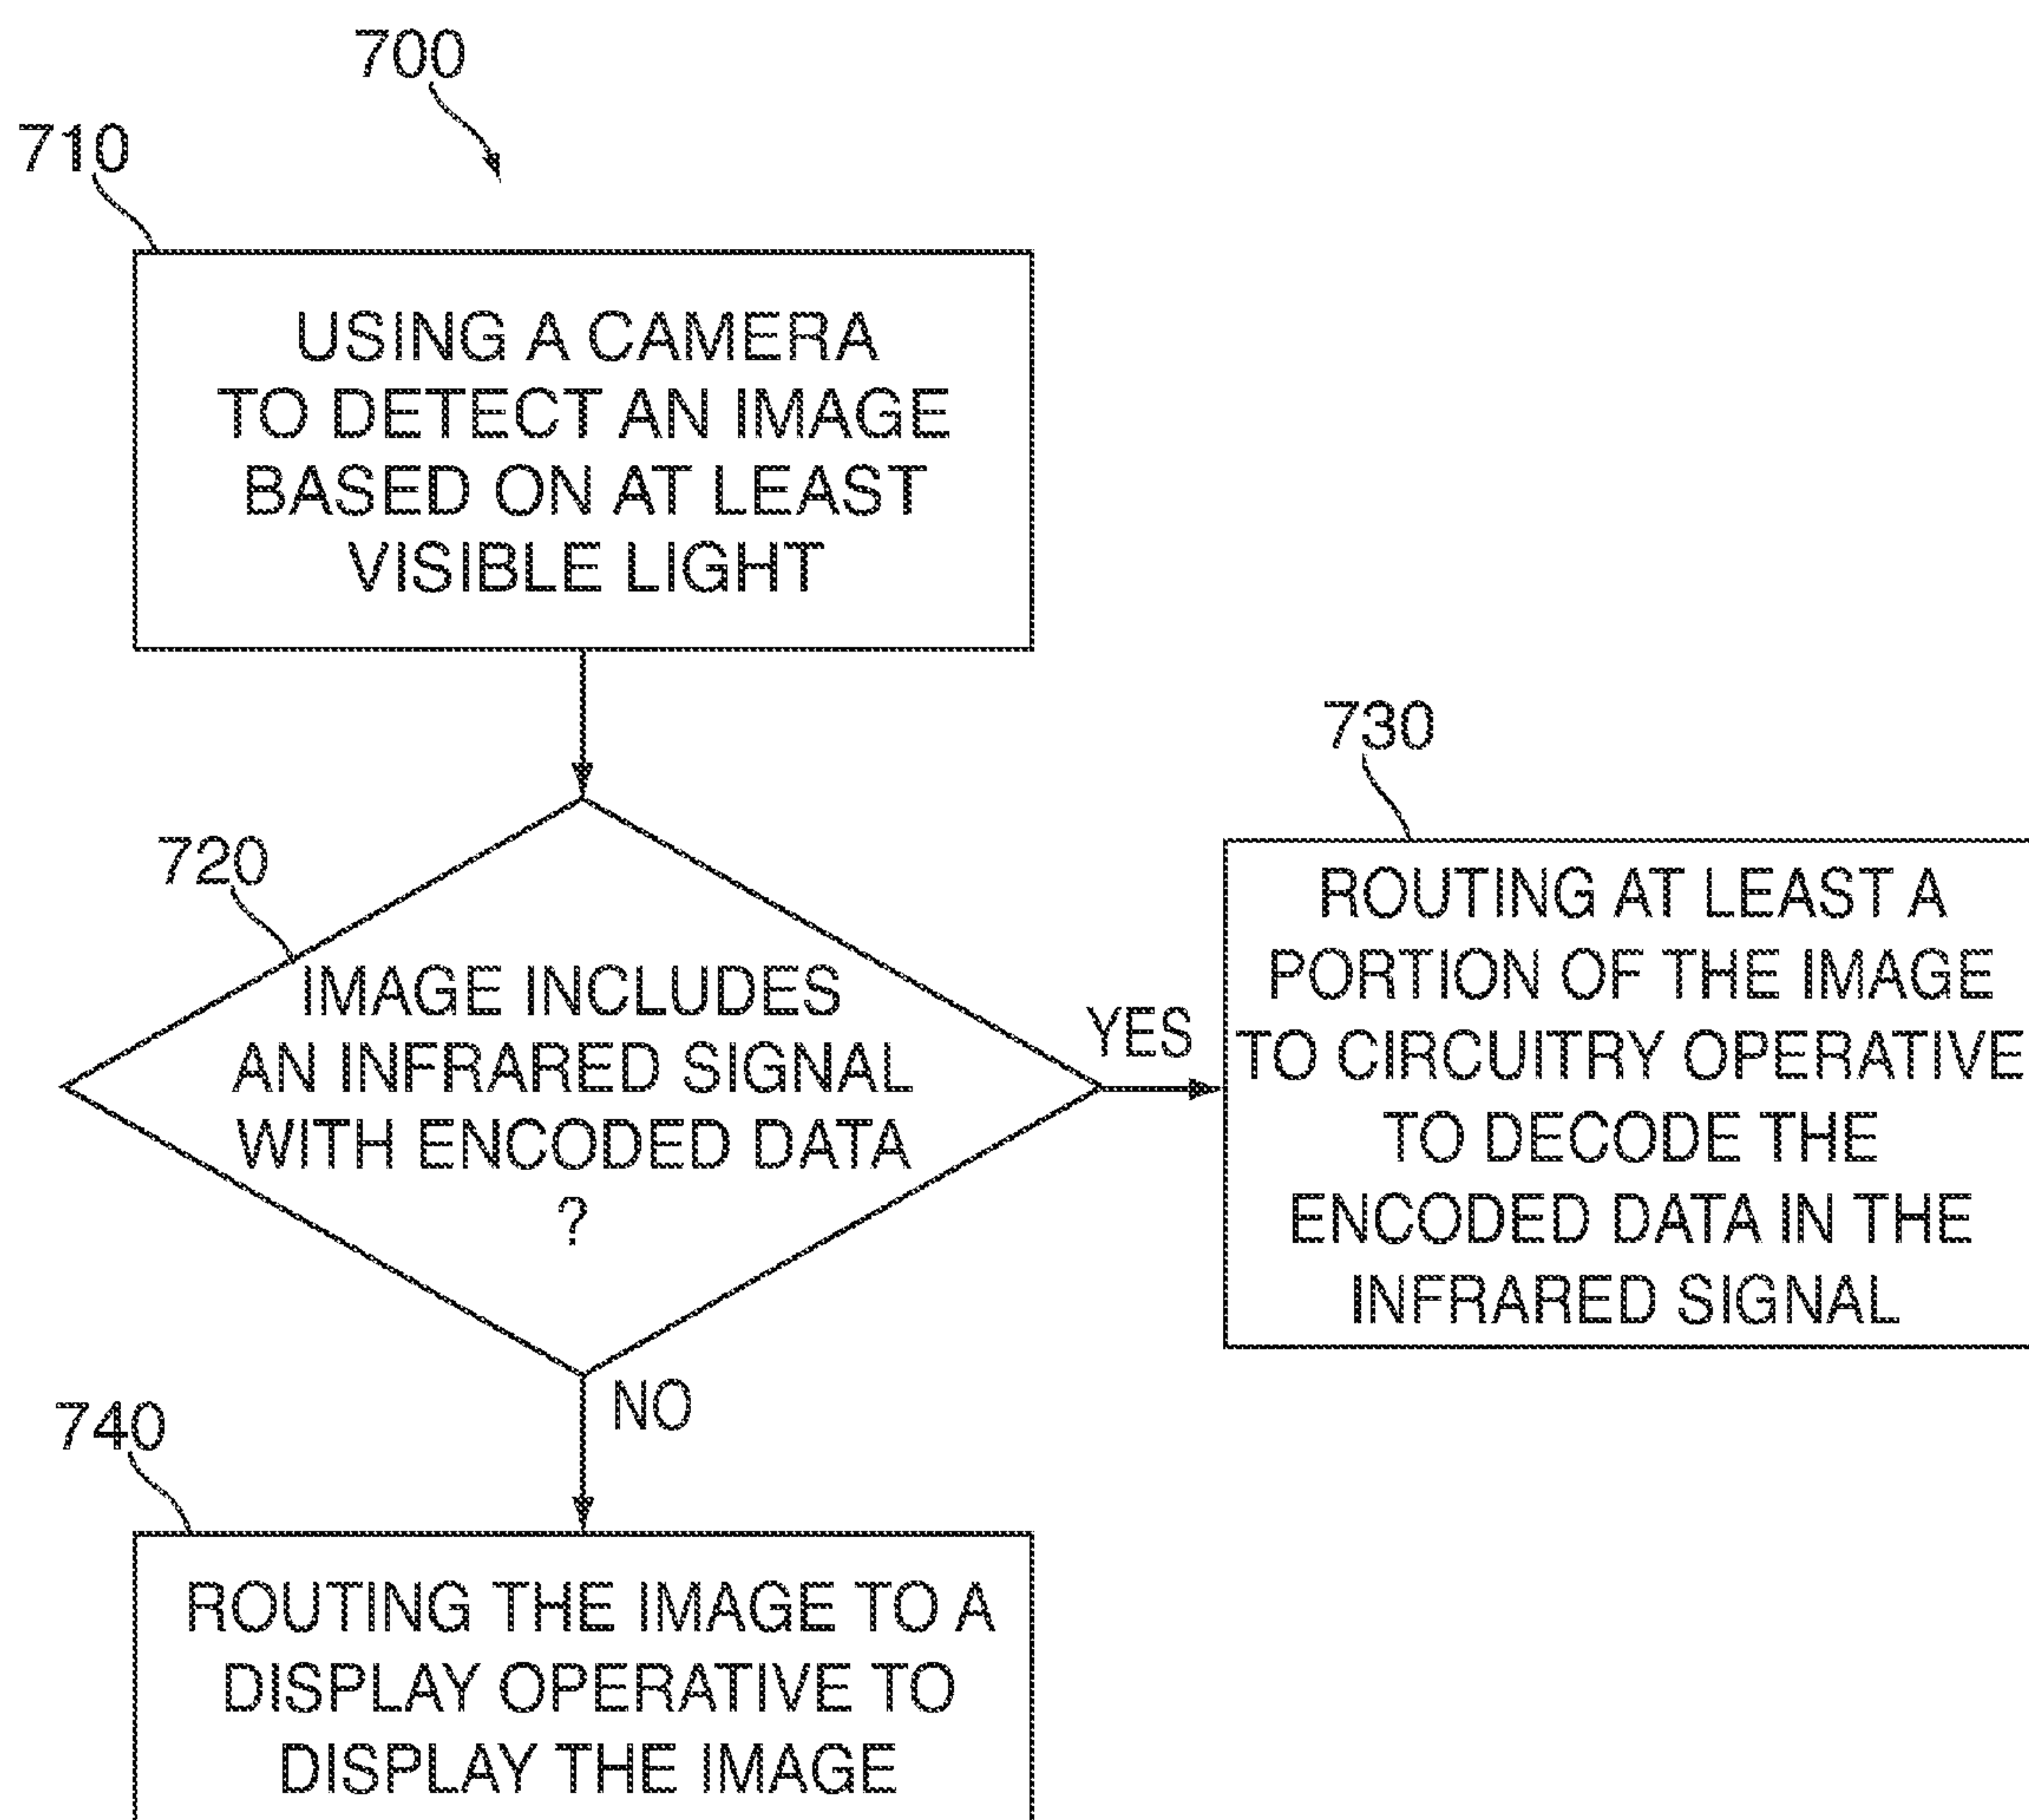 700
710
USING A CAMERA
TO DETECT AN IMAGE
BASED ON AT LEAST
VISIBLE LIGHT
720
IMAGE INCLUDES
AN INFRARED SIGNAL
WITH ENCODED DATA
?
YES
730
ROUTING AT LEAST A
PORTION OF THE IMAGE
TO CIRCUITRY OPERATIVE
TO DECODE THE
ENCODED DATA IN THE
INFRARED SIGNAL
NO
740
ROUTING THE IMAGE TO A
DISPLAY OPERATIVE TO
DISPLAY THE IMAGE